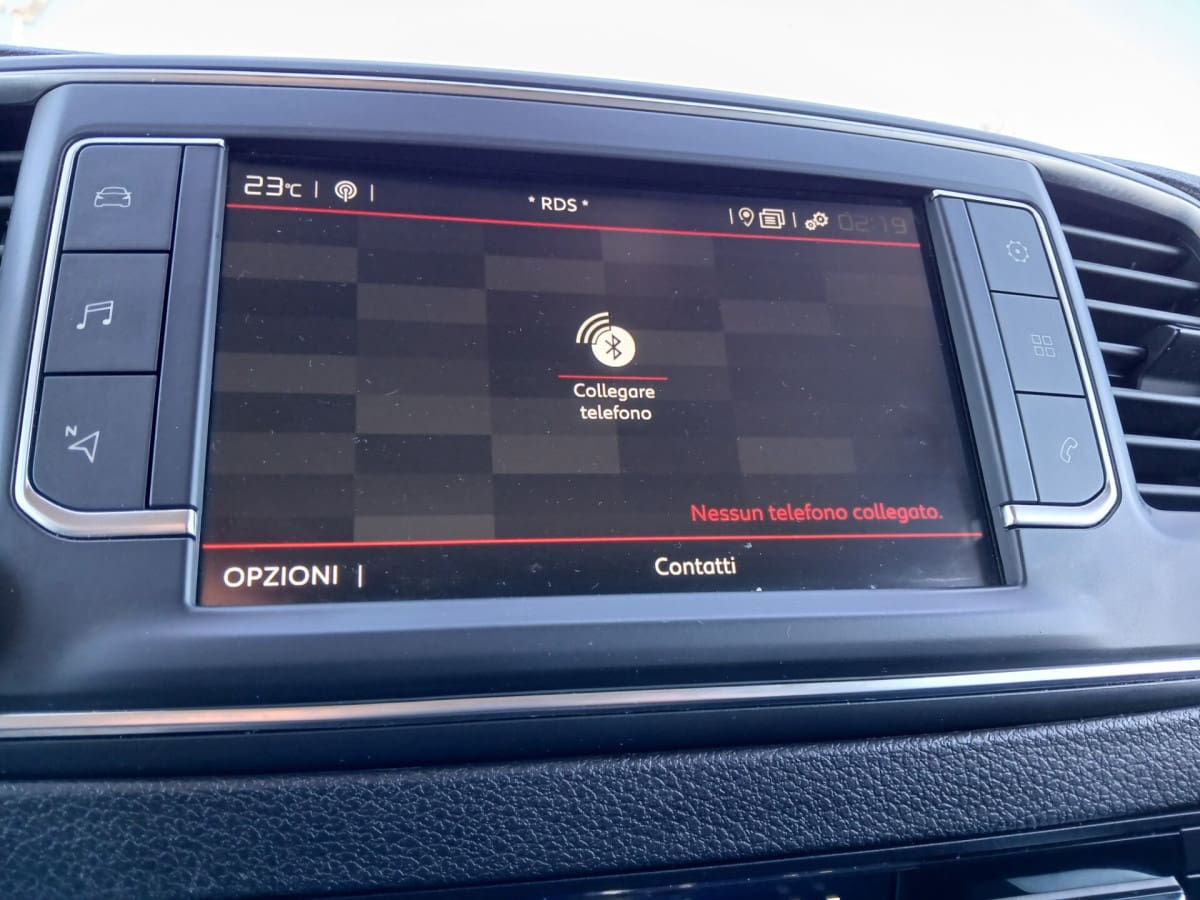 23°C | | * RDS * | | 02:19
Collegare
telefono
Nessun telefono collegato.
OPZIONI | Contatti
N